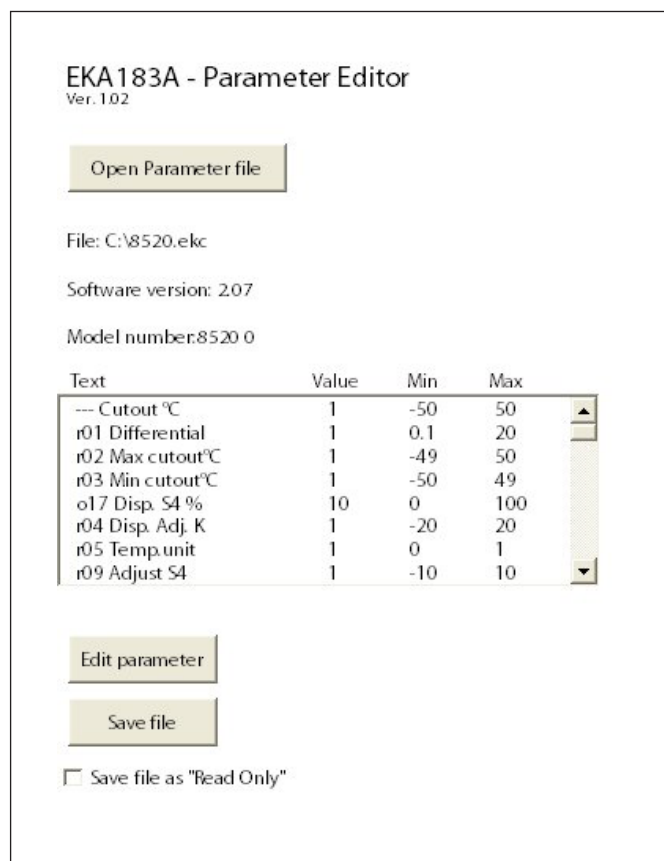 EKA183A - Parameter Editor
Ver. 1.02
Open Parameter file
File: C:\8520.ekc
Software version: 2.07
Model number:8520 0
Text Value Min Max
--- Cutout °C 1 -50 50
r01 Differential 1 0.1 20
r02 Max cutout°C 1 -49 50
r03 Min cutout°C 1 -50 49
o17 Disp. S4 % 10 0 100
r04 Disp. Adj. K 1 -20 20
r05 Temp.unit 1 0 1
r09 Adjust S4 1 -10 10
Edit parameter
Save file
Save file as "Read Only"